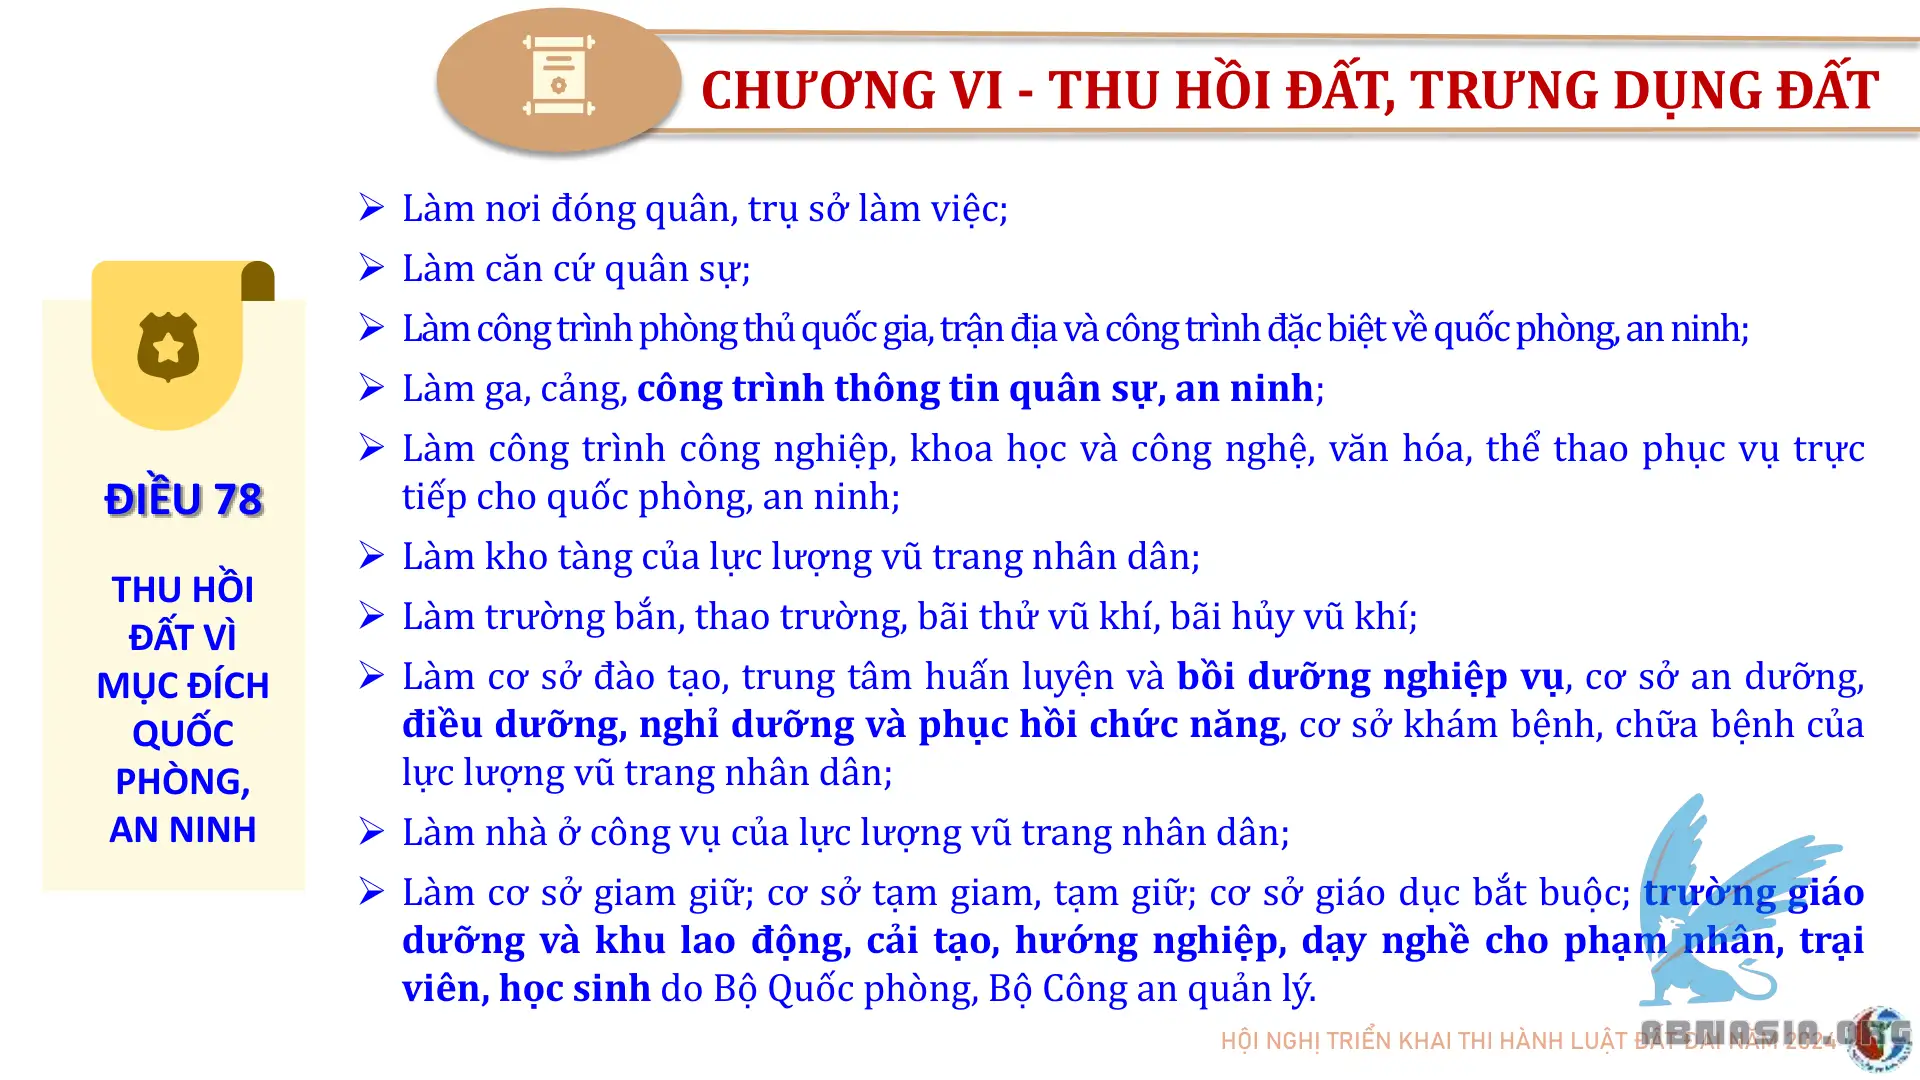 CHƯƠNG VI - THU HỒI ĐẤT, TRƯNG DỤNG ĐẤT
ĐIỀU 78
THU HỒI
ĐẤT VÌ
MỤC ĐÍCH
QUỐC
PHÒNG,
AN NINH
Làm nơi đóng quân, trụ sở làm việc;
Làm căn cứ quân sự;
Làm công trình phòng thủ quốc gia, trận địa và công trình đặc biệt về quốc phòng, an ninh;
Làm ga, cảng, công trình thông tin quân sự, an ninh;
Làm công trình công nghiệp, khoa học và công nghệ, văn hóa, thể thao phục vụ trực
tiếp cho quốc phòng, an ninh;
Làm kho tàng của lực lượng vũ trang nhân dân;
Làm trường bắn, thao trường, bãi thử vũ khí, bãi hủy vũ khí;
Làm cơ sở đào tạo, trung tâm huấn luyện và bồi dưỡng nghiệp vụ, cơ sở an dưỡng,
điều dưỡng, nghỉ dưỡng và phục hồi chức năng, cơ sở khám bệnh, chữa bệnh của
lực lượng vũ trang nhân dân;
Làm nhà ở công vụ của lực lượng vũ trang nhân dân;
Làm cơ sở giam giữ; cơ sở tạm giam, tạm giữ; cơ sở giáo dục bắt buộc; trường giáo
dưỡng và khu lao động, cải tạo, hướng nghiệp, dạy nghề cho phạm nhân, trại
viên, học sinh do Bộ Quốc phòng, Bộ Công an quản lý.
HỘI NGHỊ TRIỂN KHAI THI HÀNH LUẬT ĐẤT ĐAI NĂM 2024
ABMASIA.ORG